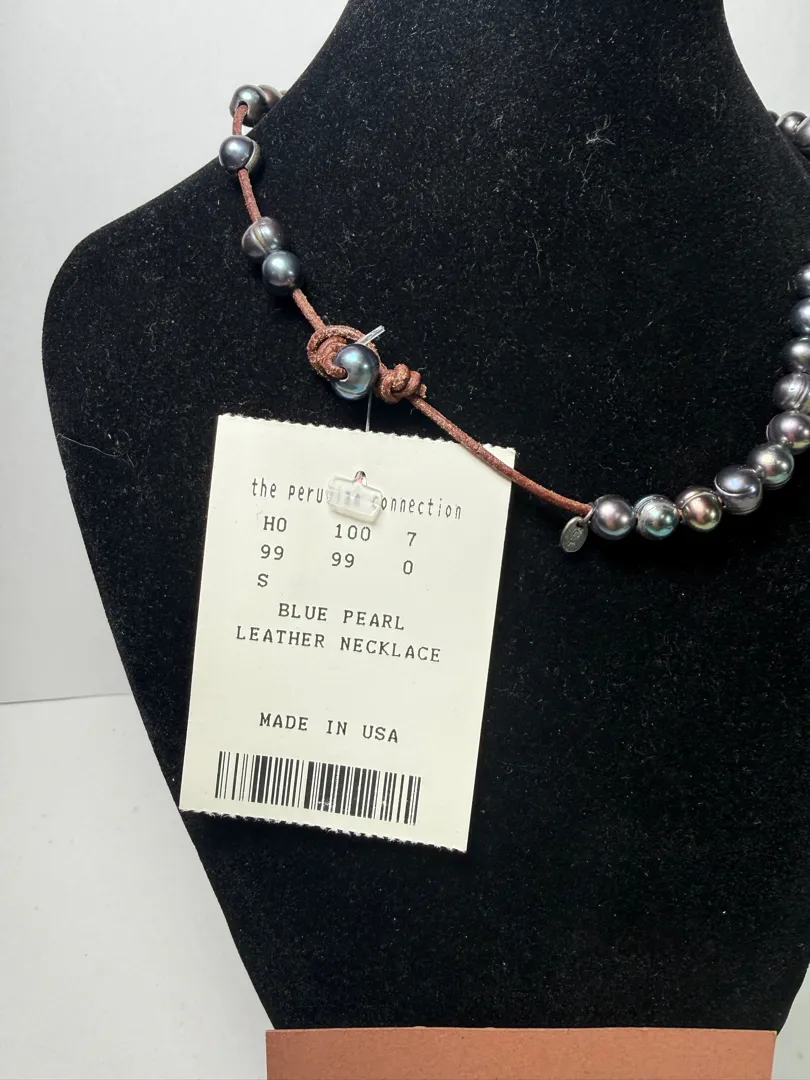 the peruvian connection
HO 100 7
99 99 0
S
BLUE PEARL
LEATHER NECKLACE
MADE IN USA